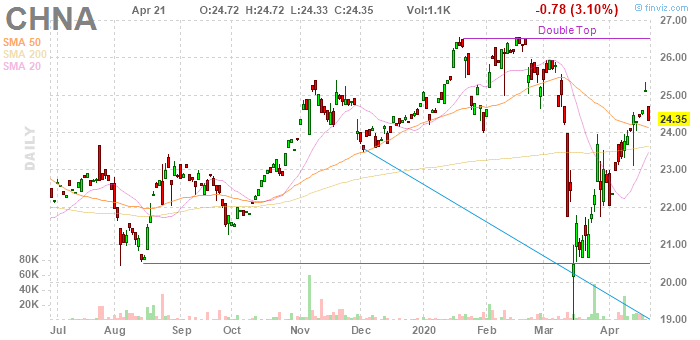 CHNA Apr 21 O:24.72 H:24.72 L:24.33 C:24.35 Vol:1.1K -0.78 (3.10%) © finviz.com
27.00
SMA 50
SMA 200
SMA 20
Double Top
26.00
25.00
24.35
24.00
DAILY
23.00
22.00
21.00
80K
60K
20.00
40K
20K
19.00
Jul Aug Sep Oct Nov Dec 2020 Feb Mar Apr